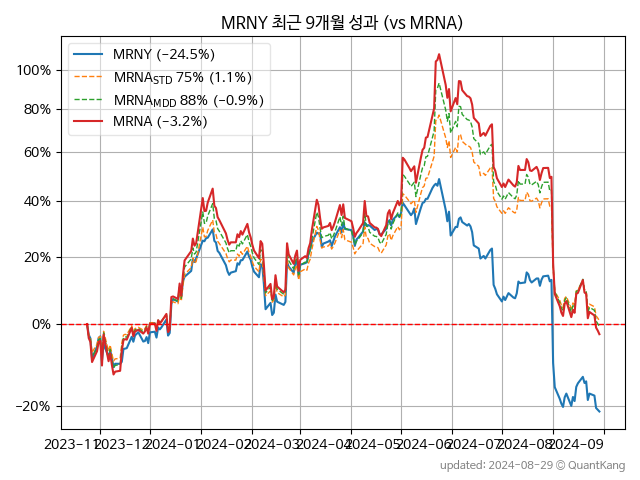 MRNY 최근 9개월 성과 (vs MRNA)
MRNY (−24.5%)
MRNA_STD 75% (1.1%)
MRNA_MDD 88% (−0.9%)
MRNA (−3.2%)
100%
80%
60%
40%
20%
0%
−20%
2023−11 2023−12 2024−01 2024−02 2024−03 2024−04 2024−05 2024−06 2024−07 2024−08 2024−09
updated: 2024−08−29 © QuantKang